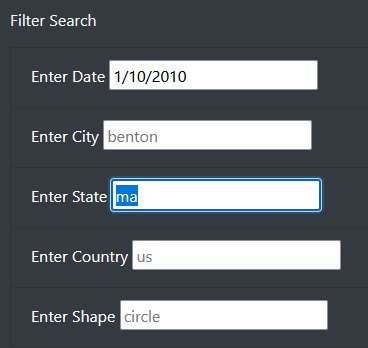 Filter Search
Enter Date 1/10/2010
Enter City benton
Enter State ma
Enter Country us
Enter Shape circle